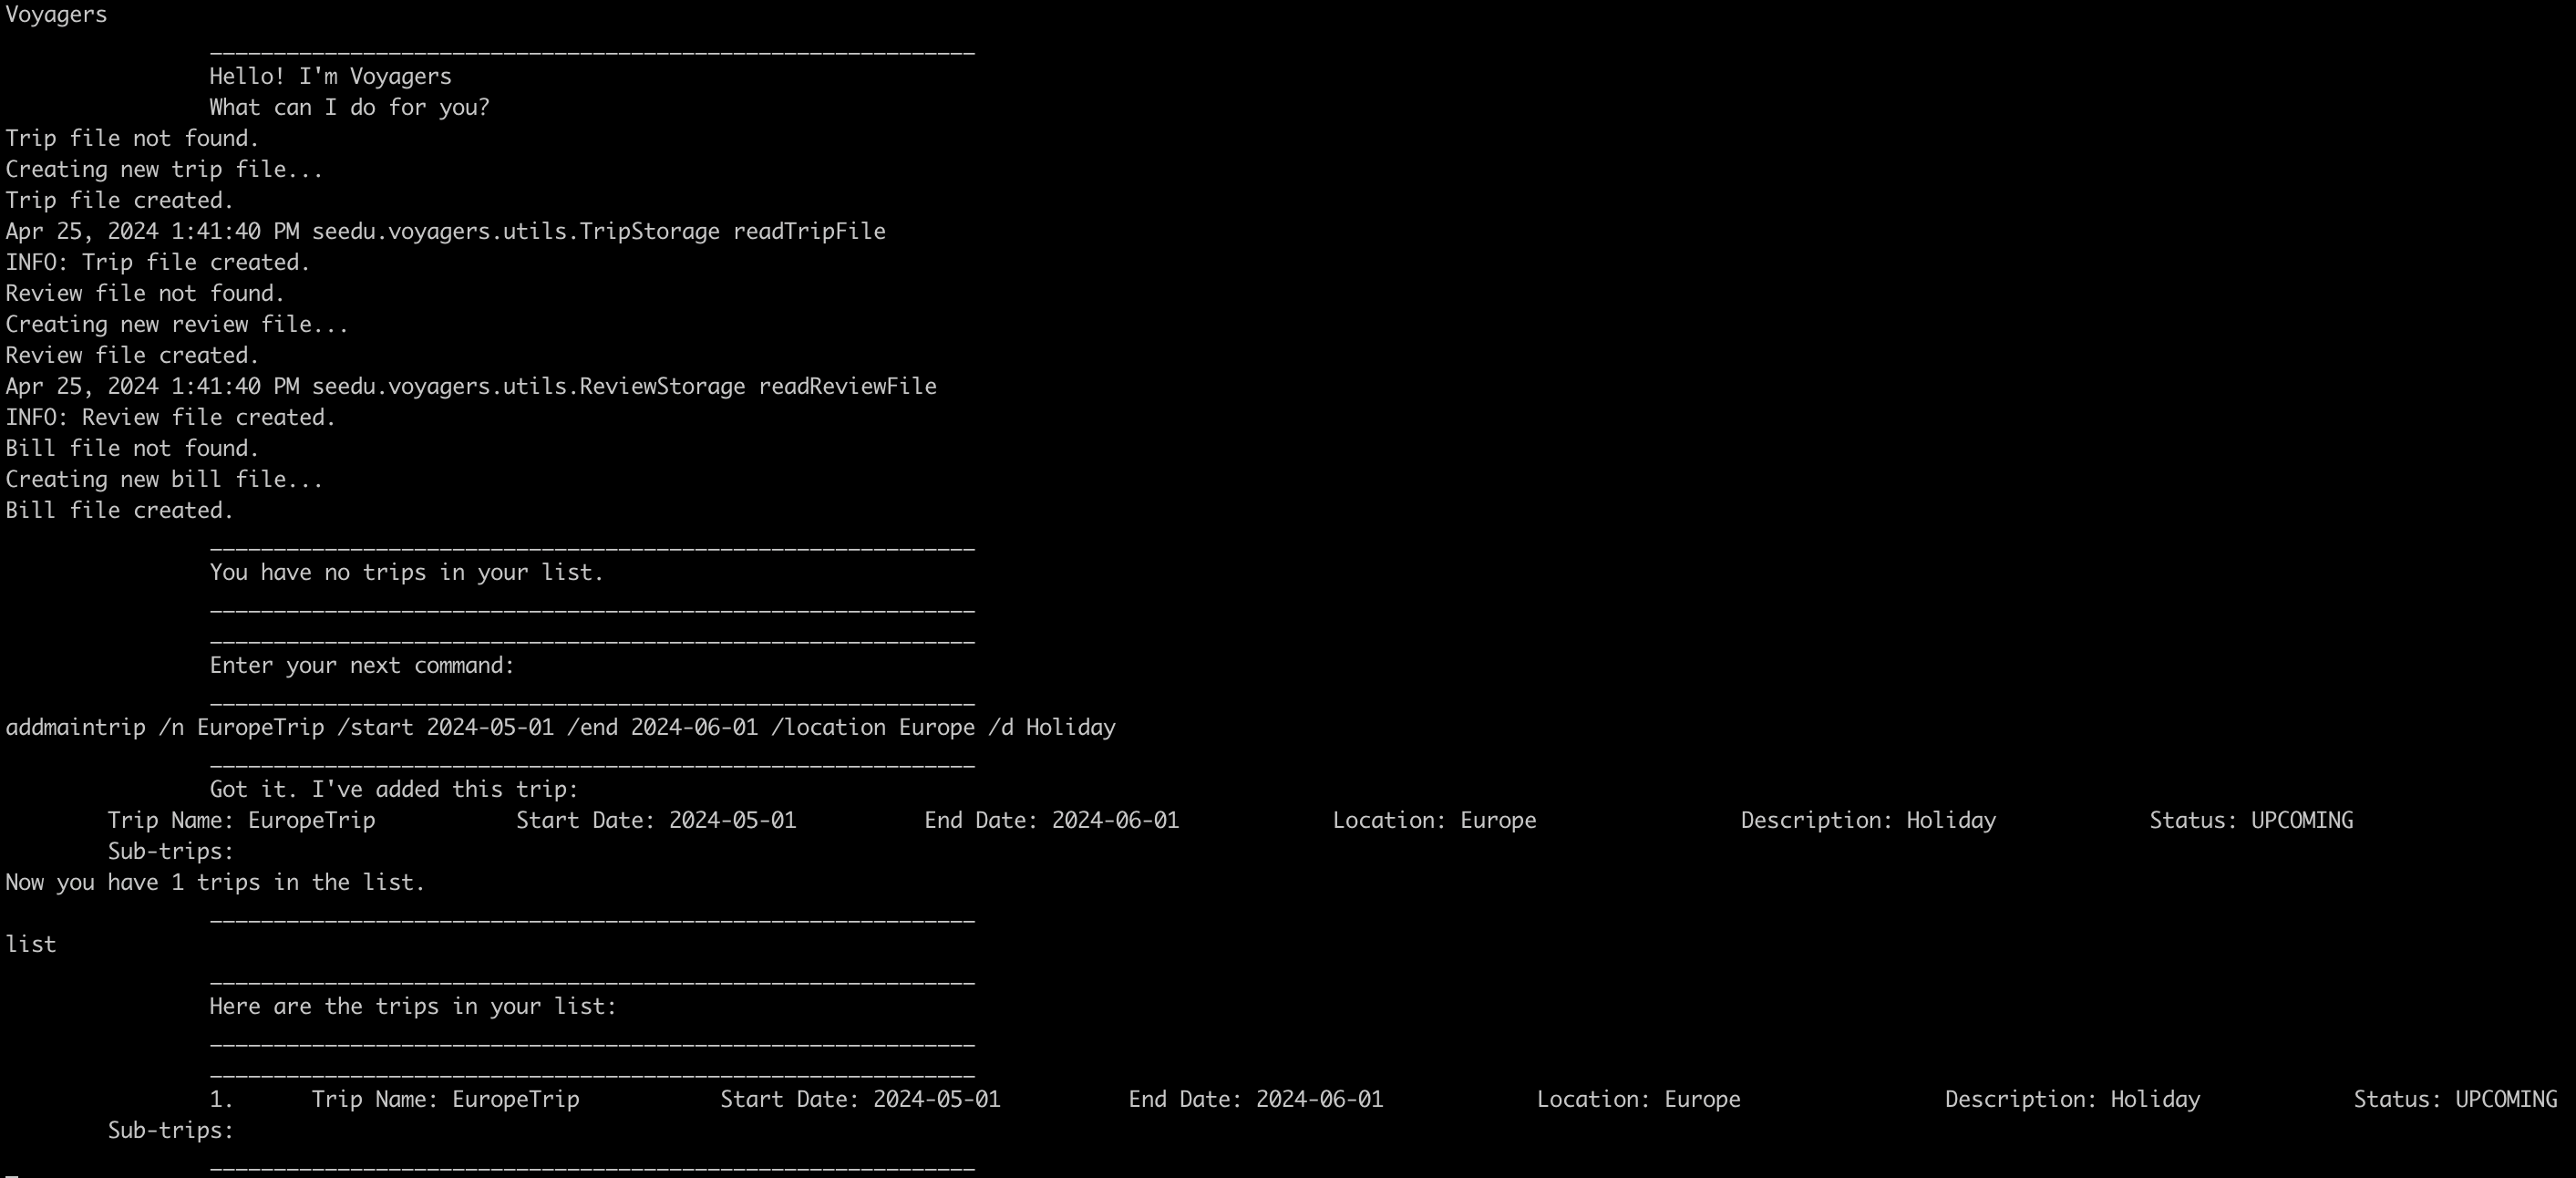 Voyagers
____________________________________________________________
Hello! I'm Voyagers
What can I do for you?
Trip file not found.
Creating new trip file...
Trip file created.
Apr 25, 2024 1:41:40 PM seedu.voyagers.utils.TripStorage readTripFile
INFO: Trip file created.
Review file not found.
Creating new review file...
Review file created.
Apr 25, 2024 1:41:40 PM seedu.voyagers.utils.ReviewStorage readReviewFile
INFO: Review file created.
Bill file not found.
Creating new bill file...
Bill file created.
____________________________________________________________
You have no trips in your list.
____________________________________________________________
____________________________________________________________
Enter your next command:
____________________________________________________________
addmaintrip /n EuropeTrip /start 2024-05-01 /end 2024-06-01 /location Europe /d Holiday
____________________________________________________________
Got it. I've added this trip:
Trip Name: EuropeTrip Start Date: 2024-05-01 End Date: 2024-06-01 Location: Europe Description: Holiday Status: UPCOMING
Sub-trips:
Now you have 1 trips in the list.
____________________________________________________________
list
____________________________________________________________
Here are the trips in your list:
____________________________________________________________
____________________________________________________________
1. Trip Name: EuropeTrip Start Date: 2024-05-01 End Date: 2024-06-01 Location: Europe Description: Holiday Status: UPCOMING
Sub-trips:
____________________________________________________________